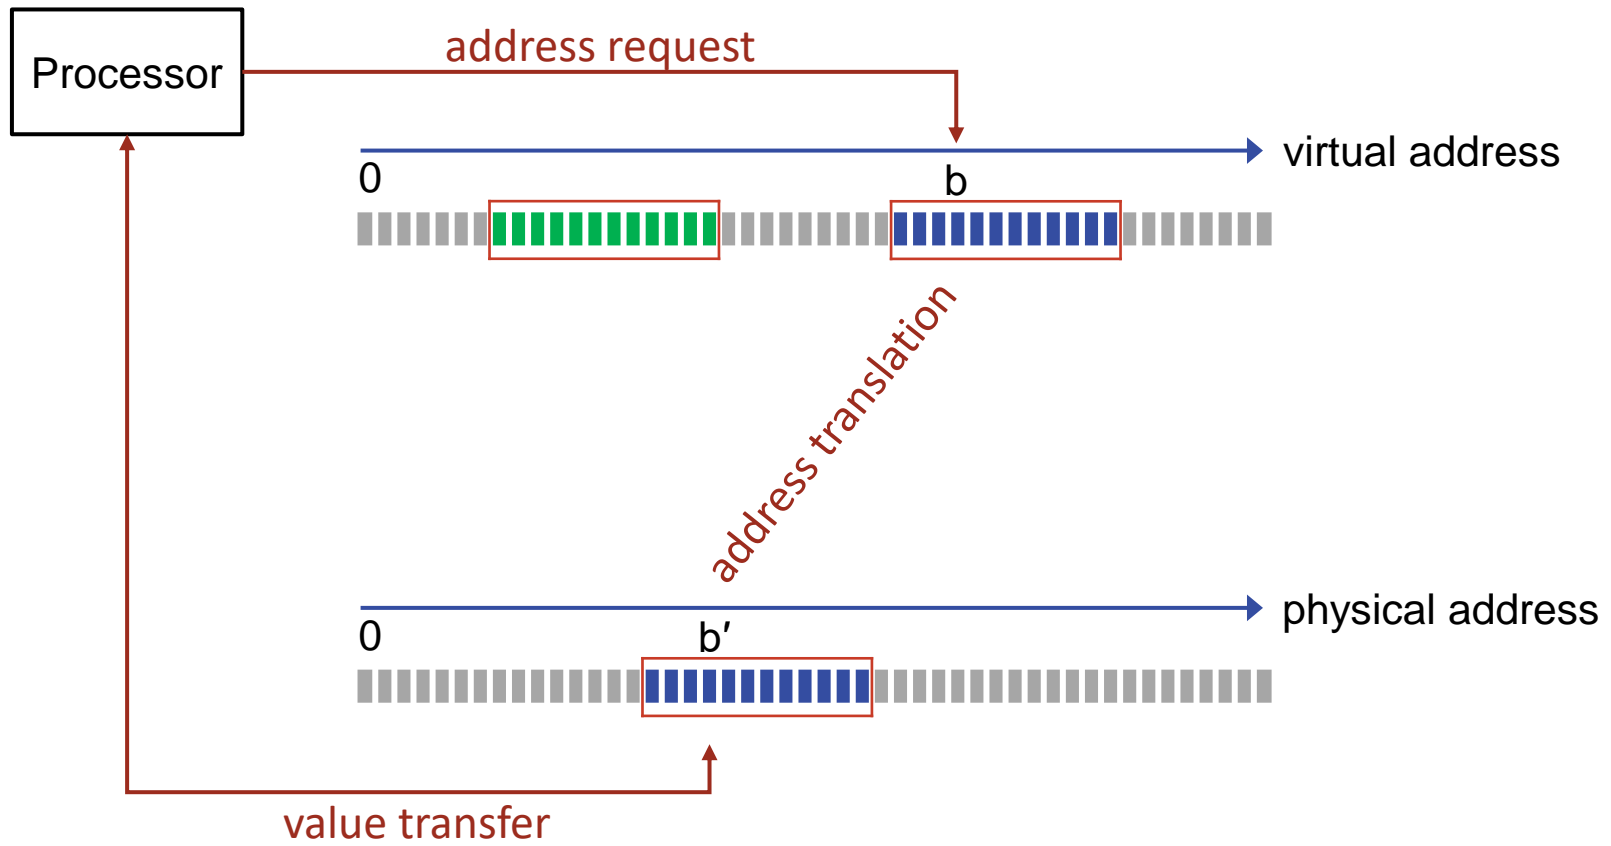 address request
Processor
virtual address
0
b
address translation
physical address
0
b′
value transfer